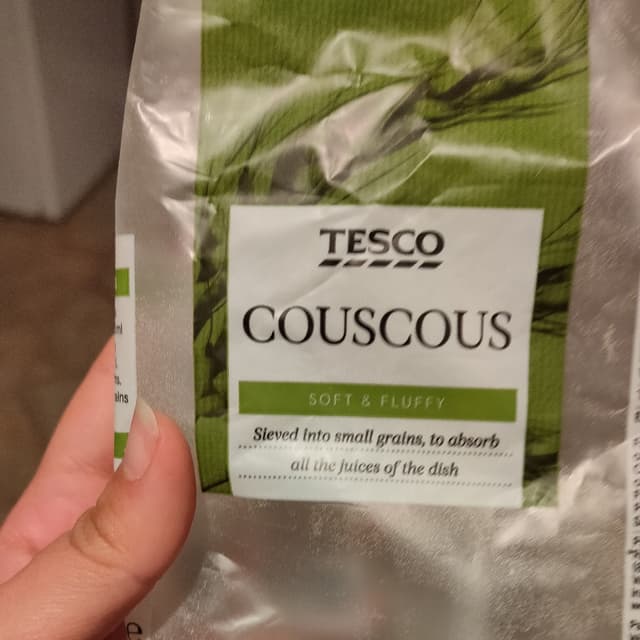 TESCO
COUSCOUS
SOFT & FLUFFY
Sieved into small grains, to absorb
all the juices of the dish